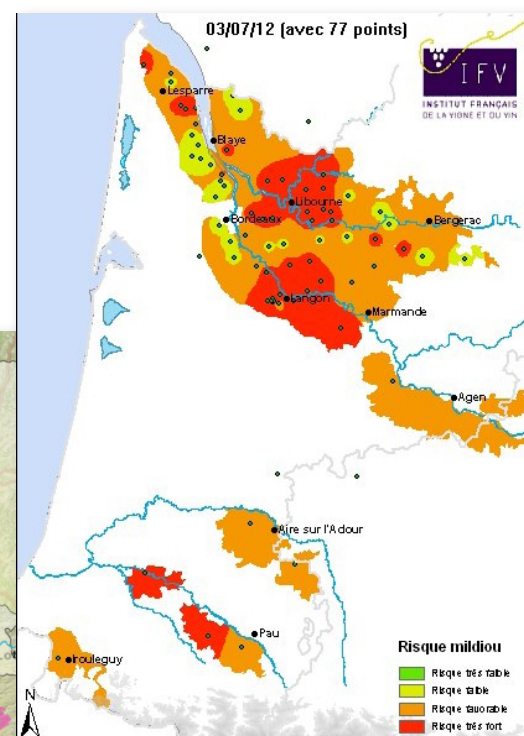 03/07/12 (avec 77 points)
IFV
INSTITUT FRANÇAIS
DE LA VIGNE ET DU VIN
Lesparre
Blaye
Libourne
Bordeaux
Bergerac
Langon
Marmande
Agen
Aire sur l'Adour
Pau
Irouleguy
N
Risque mildiou
Risque très faible
Risque faible
Risque favorable
Risque très fort